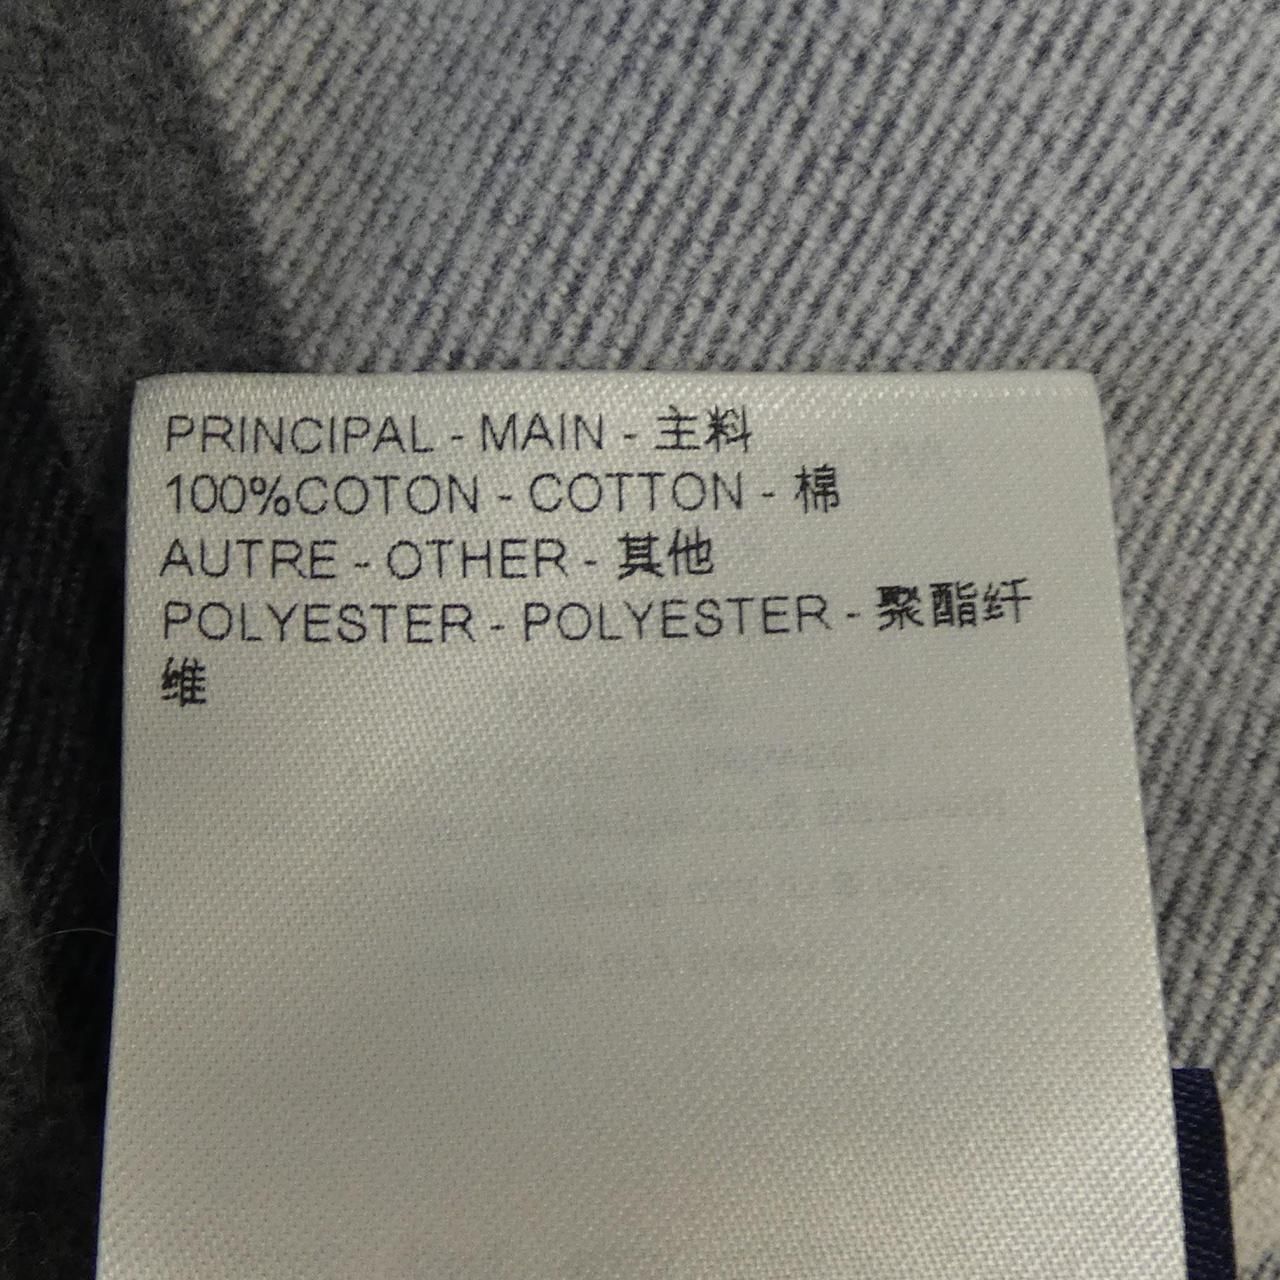 PRINCIPAL - MAIN - 主料
100%COTON - COTTON - 棉
AUTRE - OTHER - 其他
POLYESTER - POLYESTER - 聚酯纤
维